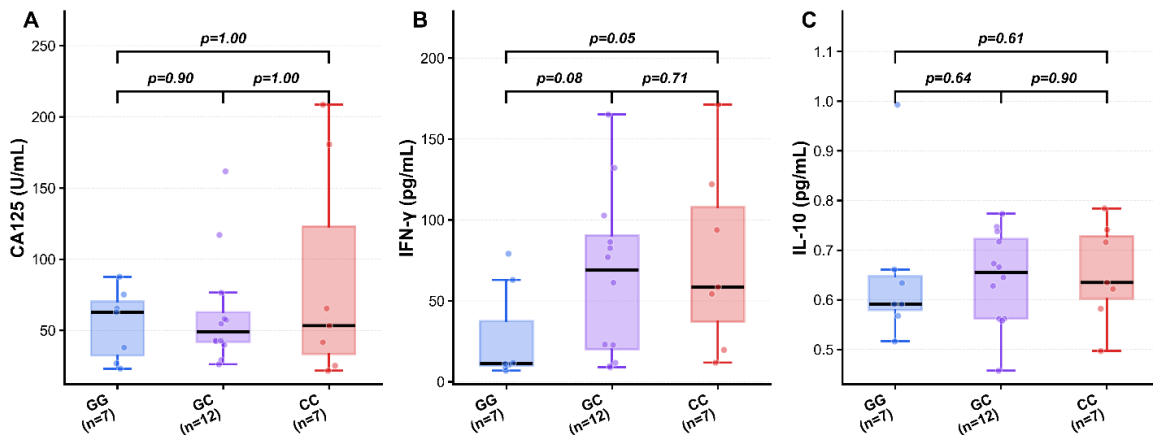 A
CA125 (U/mL)
250
200
150
100
50
p=1.00
p=0.90
p=1.00
GG
(n=7)
GC
(n=12)
CC
(n=7)
B
IFN-γ (pg/mL)
200
150
100
50
0
p=0.05
p=0.08
p=0.71
GG
(n=7)
GC
(n=12)
CC
(n=7)
C
IL-10 (pg/mL)
1.1
1.0
0.9
0.8
0.7
0.6
0.5
p=0.61
p=0.64
p=0.90
GG
(n=7)
GC
(n=12)
CC
(n=7)